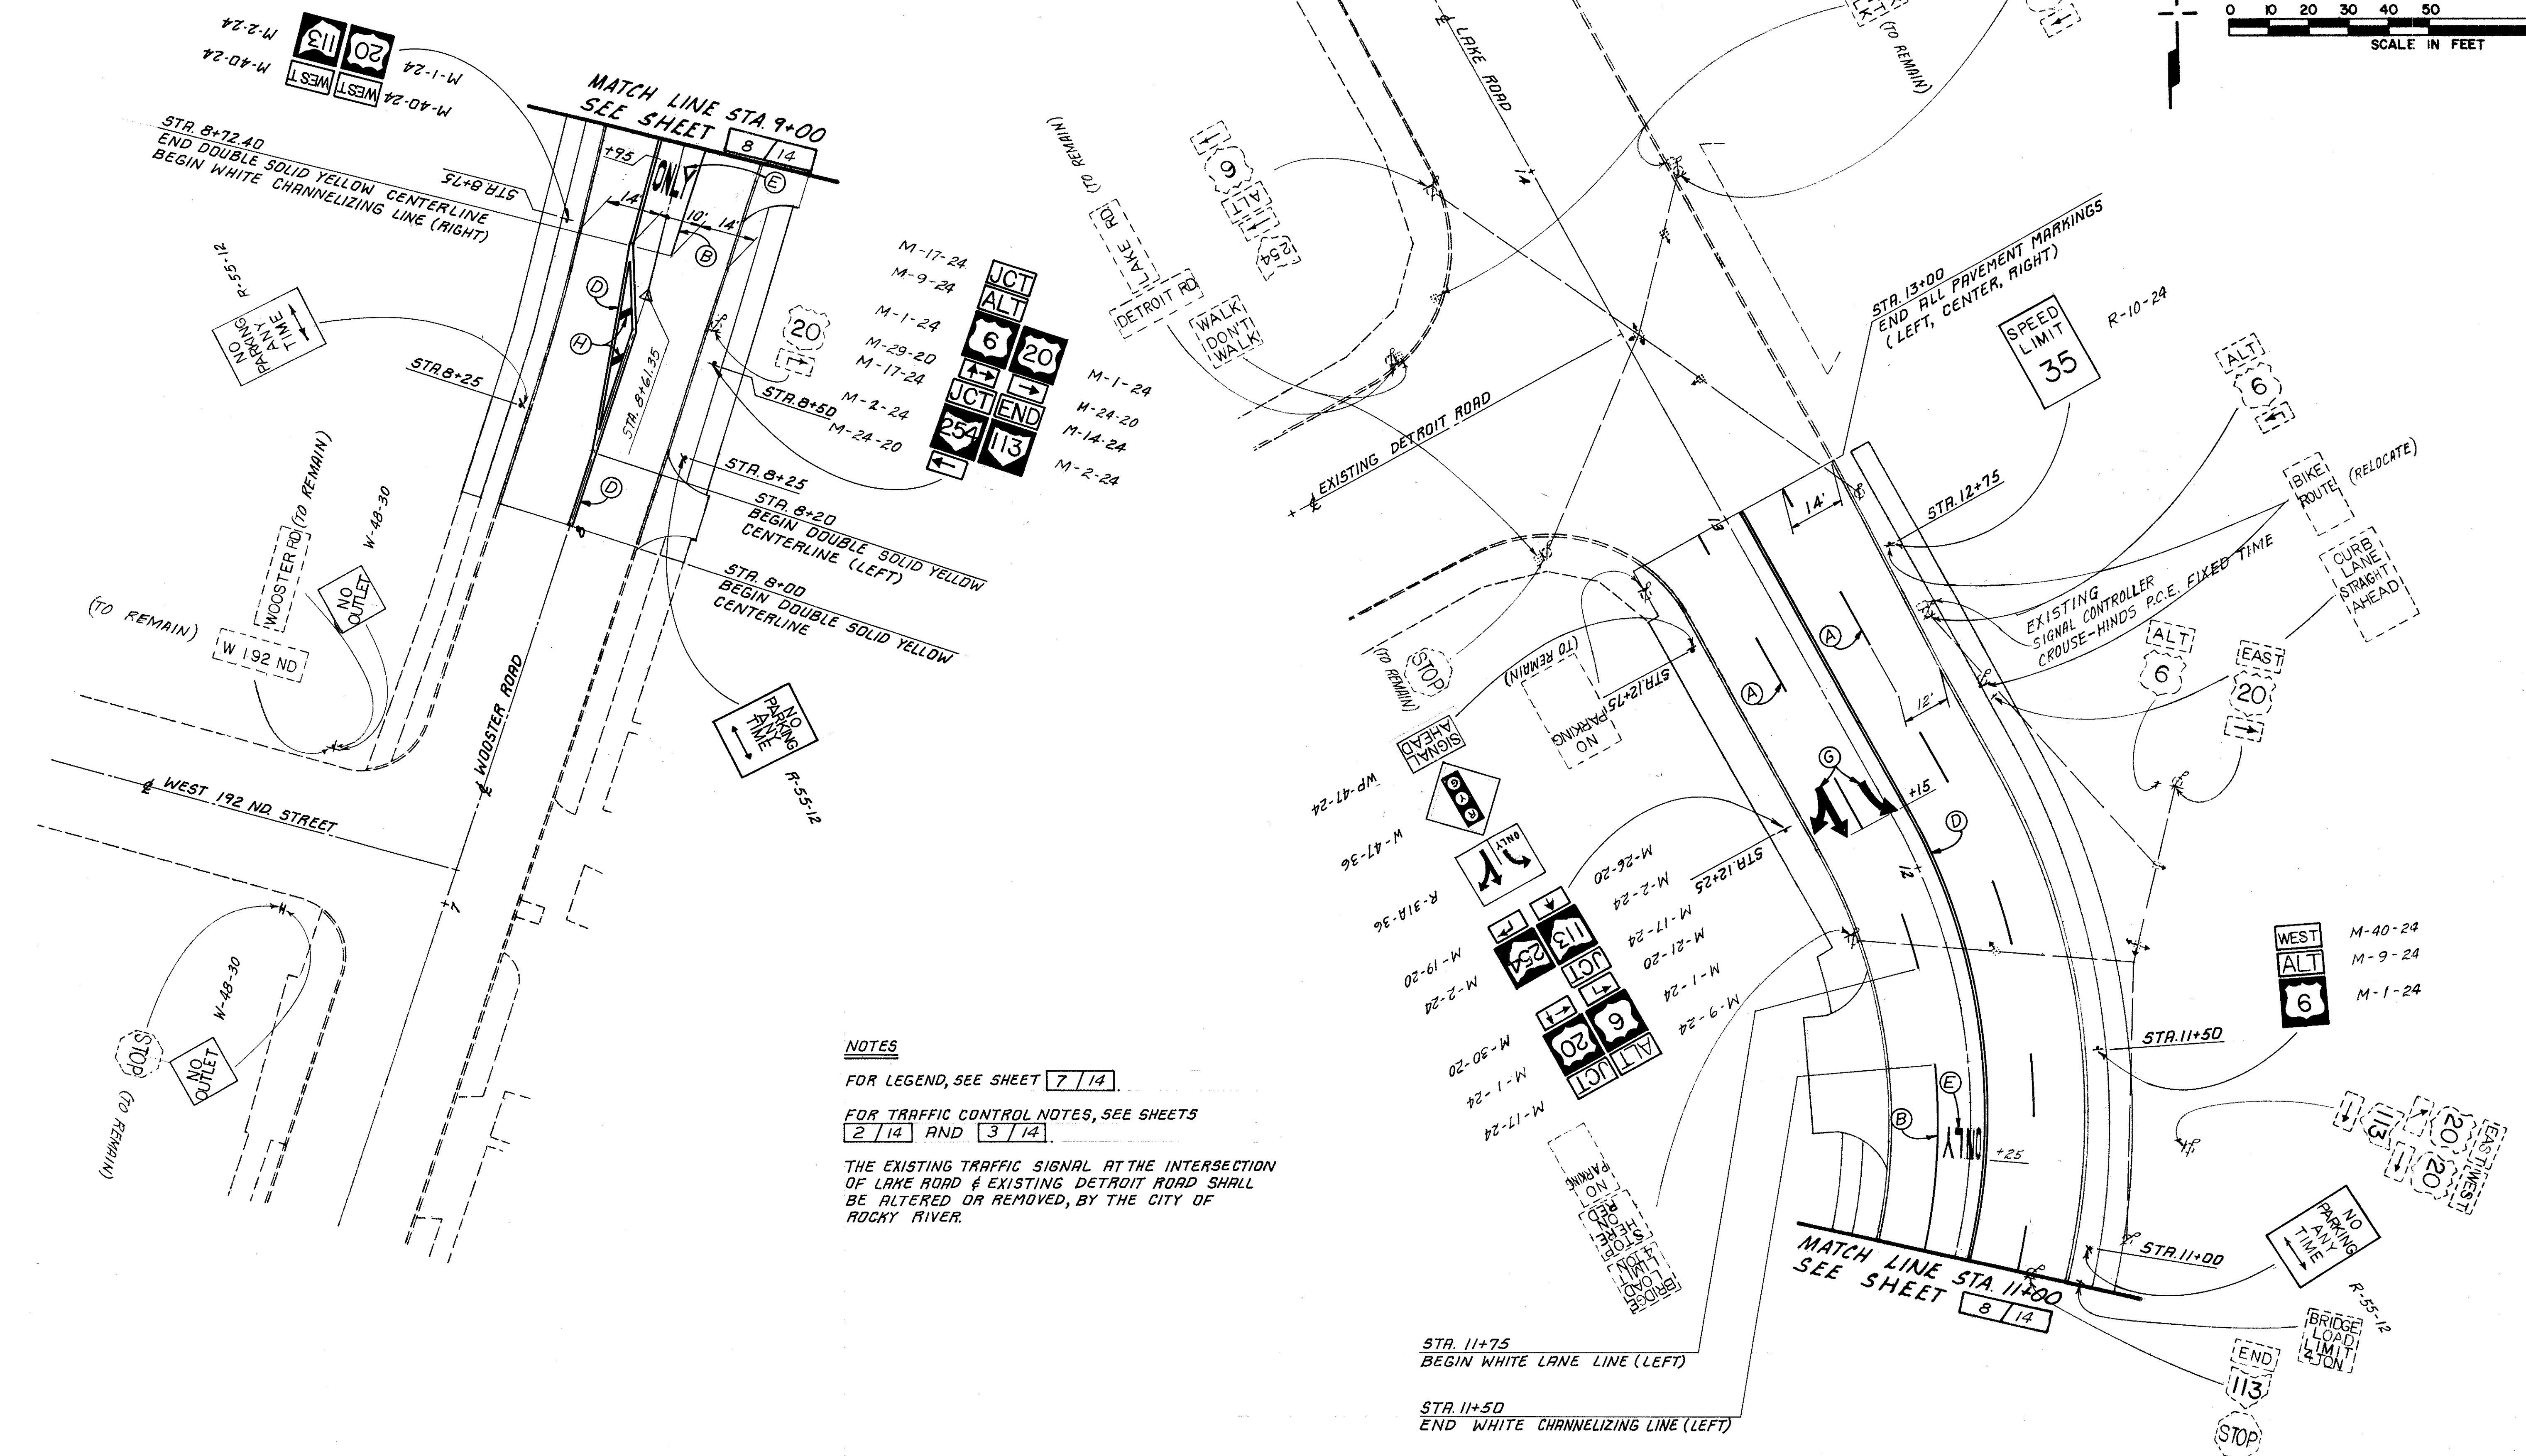 M-2-24
113
20
M-1-24
M-40-24
WEST
WEST
M-40-24
MATCH LINE STA. 9+00
SEE SHEET 8/14
STA. 8+72.40
END DOUBLE SOLID YELLOW CENTERLINE
BEGIN WHITE CHANNELIZING LINE (RIGHT)
STA. 8+75
+95
ONLY
E
14'
10'
14'
B
D
H
STA. 8+61.35
R-55-12
NO
PARKING
ANY
TIME
STA. 8+25
20
STA. 8+50
M-17-24
M-9-24
M-1-24
M-29-20
M-17-24
M-2-24
M-24-20
JCT
ALT
6
20
JCT
END
254
113
M-1-24
M-24-20
M-14-24
M-2-24
STA. 8+25
STA. 8+20
BEGIN DOUBLE SOLID YELLOW
CENTERLINE (LEFT)
STA. 8+00
BEGIN DOUBLE SOLID YELLOW
CENTERLINE
D
8
WOOSTER RD
(TO REMAIN)
W-48-30
NO
OUTLET
(TO REMAIN)
W 192 ND
℄ WOOSTER ROAD
℄ WEST 192 ND. STREET
7
NO
PARKING
ANY
TIME
R-55-12
W-48-30
STOP
(TO REMAIN)
NO
OUTLET
NOTES
FOR LEGEND, SEE SHEET 7/14.
FOR TRAFFIC CONTROL NOTES, SEE SHEETS
2/14 AND 3/14.
THE EXISTING TRAFFIC SIGNAL AT THE INTERSECTION
OF LAKE ROAD & EXISTING DETROIT ROAD SHALL
BE ALTERED OR REMOVED, BY THE CITY OF
ROCKY RIVER.
℄ LAKE ROAD
14
(TO REMAIN)
0 10 20 30 40 50
SCALE IN FEET
(TO REMAIN)
LAKE RD.
DETROIT RD
6
ALT
254
WALK
DON'T
WALK
℄ EXISTING DETROIT ROAD
STA. 13+00
END ALL PAVEMENT MARKINGS
(LEFT, CENTER, RIGHT)
SPEED
LIMIT
35
R-10-24
ALT
6
BIKE
ROUTE
(RELOCATE)
STA. 12+75
14'
13
CURB
LANE
STRAIGHT
AHEAD
EXISTING
SIGNAL CONTROLLER
CROUSE-HINDS P.C.E. FIXED TIME
ALT
6
EAST
20
12'
A
A
G
+15
D
12
(TO REMAIN)
STOP
(TO REMAIN)
NO
PARKING
STA. 12+75
SIGNAL
AHEAD
WP-47-24
R
Y
G
W-47-36
ONLY
R-31A-36
STA. 12+25
M-26-20
M-2-24
M-17-24
M-21-20
M-1-24
M-9-24
113
254
JCT
6
20
ALT
JCT
M-19-20
M-2-24
M-30-20
M-1-24
M-17-24
NO
PARKING
STOP
HERE
ON
RED
BRIDGE
LOAD
LIMIT
4 TON
WEST
ALT
6
M-40-24
M-9-24
M-1-24
STA. 11+50
E
B
ONLY
+25
113
20
20
EAST
WEST
STA. 11+00
NO
PARKING
ANY
TIME
R-55-12
MATCH LINE STA. 11+00
SEE SHEET 8/14
BRIDGE
LOAD
LIMIT
4 TON
END
113
STOP
STA. 11+75
BEGIN WHITE LANE LINE (LEFT)
STA. 11+50
END WHITE CHANNELIZING LINE (LEFT)